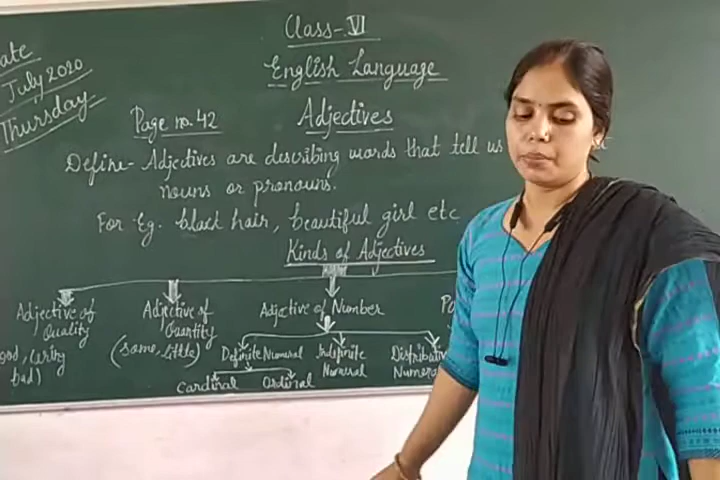 ate
July 2020
Thursday
Class - VI
English Language
Page no. 42
Adjectives
Define - Adjectives are describing words that tell us
nouns or pronouns.
For Eg. black hair, beautiful girl etc
Kinds of Adjectives
Adjective of Quality
Adjective of Quantity
Adjective of Number
good, caring
bad)
(some, little)
Definite Numeral
Indefinite Numeral
Distributive Numeral
Cardinal
Ordinal